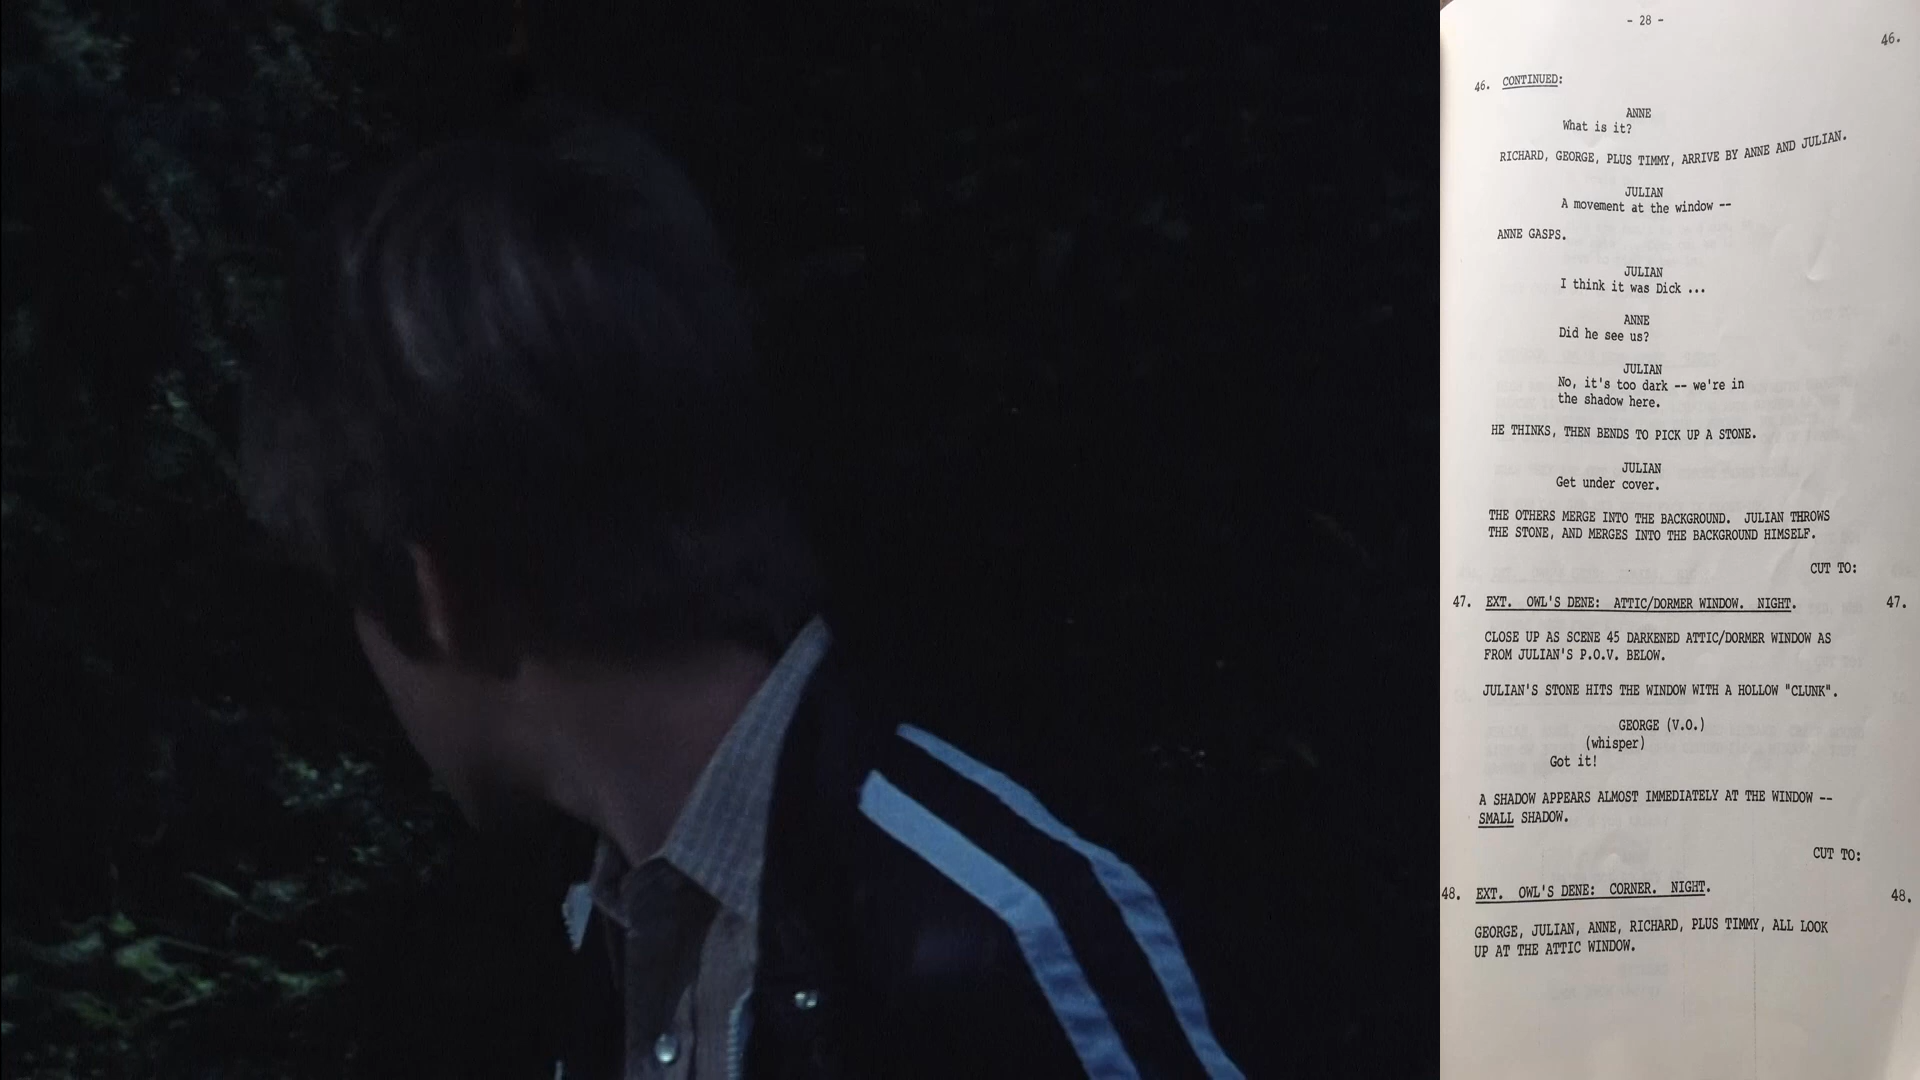 - 28 -
46.
46. CONTINUED:
ANNE
What is it?
RICHARD, GEORGE, PLUS TIMMY, ARRIVE BY ANNE AND JULIAN.
JULIAN
A movement at the window --
ANNE GASPS.
JULIAN
I think it was Dick ...
ANNE
Did he see us?
JULIAN
No, it's too dark -- we're in
the shadow here.
HE THINKS, THEN BENDS TO PICK UP A STONE.
JULIAN
Get under cover.
THE OTHERS MERGE INTO THE BACKGROUND. JULIAN THROWS
THE STONE, AND MERGES INTO THE BACKGROUND HIMSELF.
CUT TO:
47. EXT. OWL'S DENE: ATTIC/DORMER WINDOW. NIGHT. 47.
CLOSE UP AS SCENE 45 DARKENED ATTIC/DORMER WINDOW AS
FROM JULIAN'S P.O.V. BELOW.
JULIAN'S STONE HITS THE WINDOW WITH A HOLLOW "CLUNK".
GEORGE (V.O.)
(whisper)
Got it!
A SHADOW APPEARS ALMOST IMMEDIATELY AT THE WINDOW --
SMALL SHADOW.
CUT TO:
48. EXT. OWL'S DENE: CORNER. NIGHT. 48.
GEORGE, JULIAN, ANNE, RICHARD, PLUS TIMMY, ALL LOOK
UP AT THE ATTIC WINDOW.